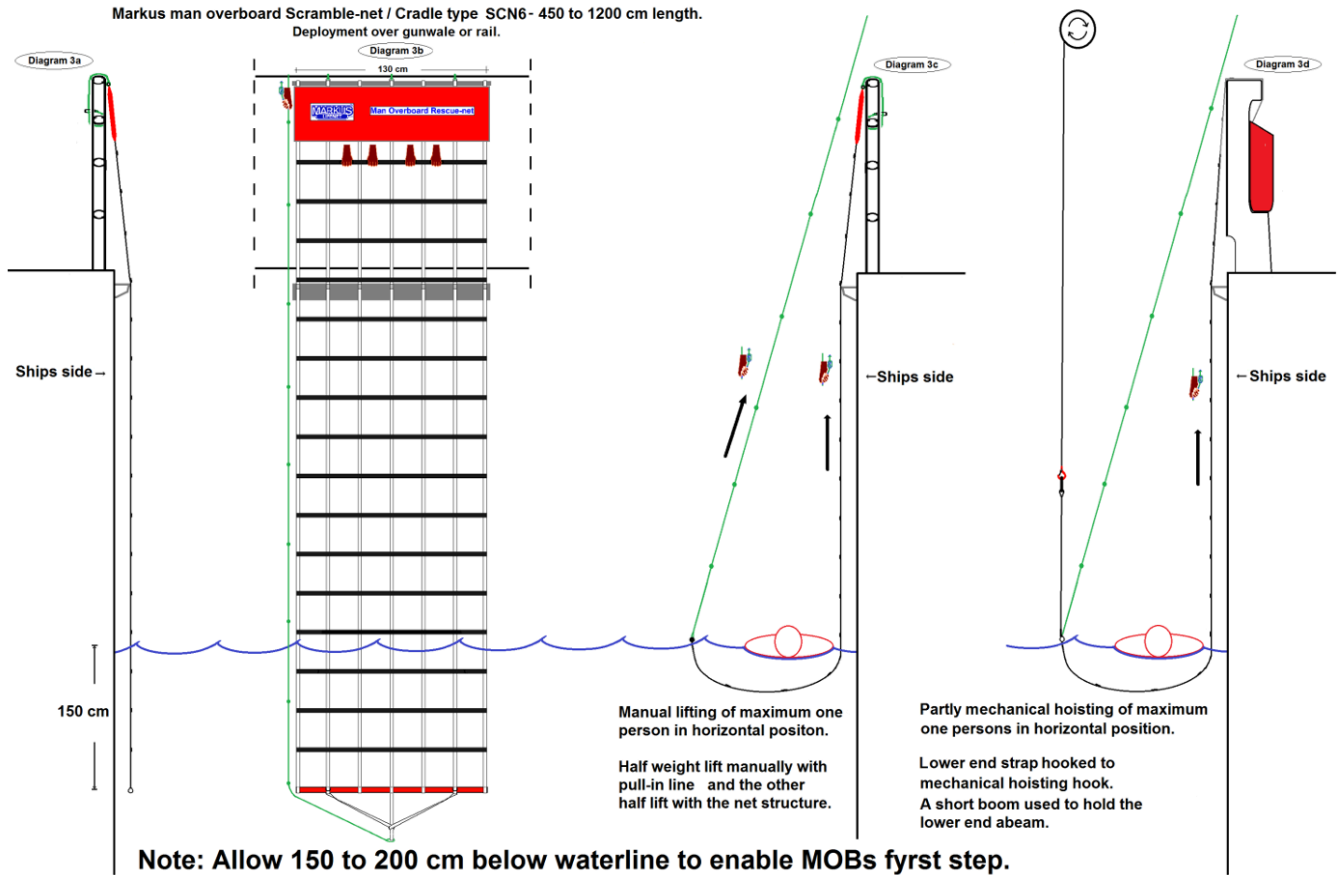 Markus man overboard Scramble-net / Cradle type SCN6 - 450 to 1200 cm length.
Deployment over gunwale or rail.
Diagram 3a
Diagram 3b
Diagram 3c
Diagram 3d
130 cm
MARKUS
Man Overboard Rescue-net
Ships side→
←Ships side
←Ships side
150 cm
Manual lifting of maximum one
person in horizontal positon.
Half weight lift manually with
pull-in line and the other
half lift with the net structure.
Partly mechanical hoisting of maximum
one persons in horizontal position.
Lower end strap hooked to
mechanical hoisting hook.
A short boom used to hold the
lower end abeam.
Note: Allow 150 to 200 cm below waterline to enable MOBs fyrst step.